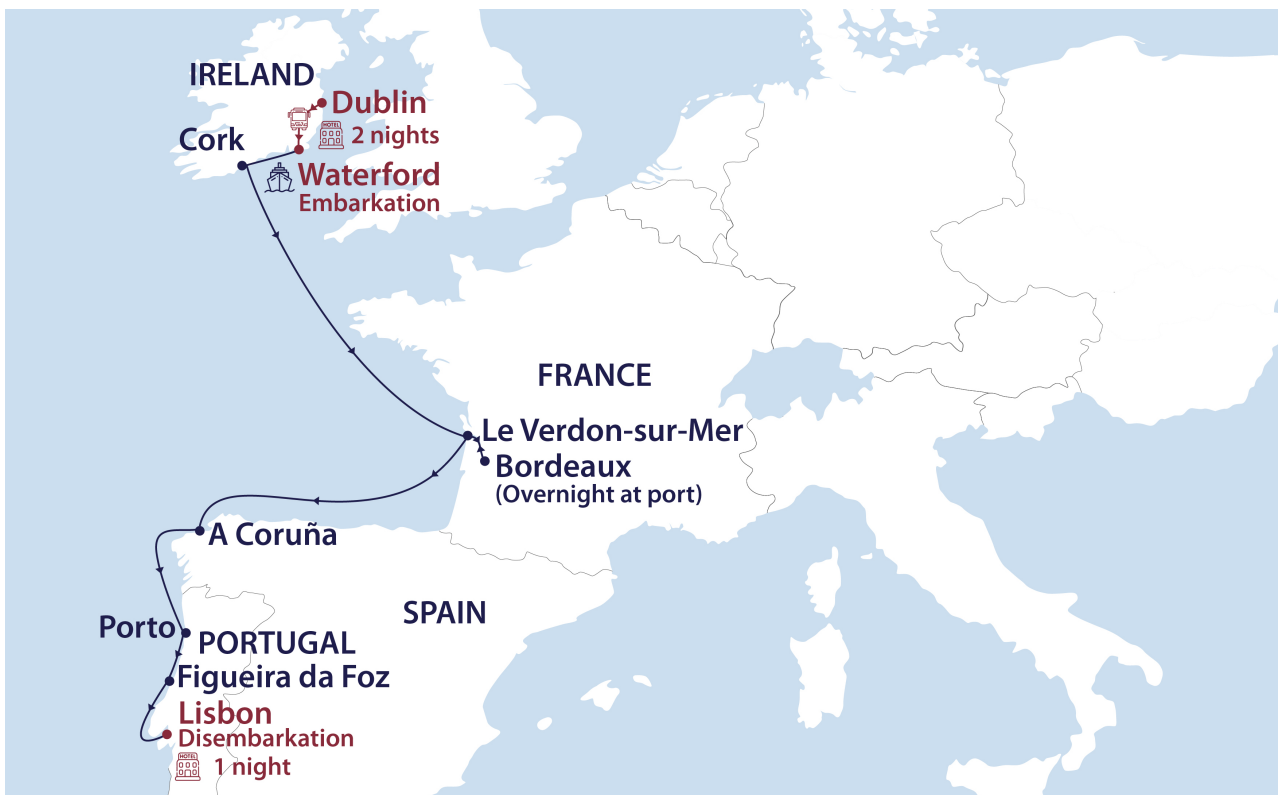 IRELAND
Dublin
HOTEL
2 nights
Cork
Waterford
Embarkation
FRANCE
Le Verdon-sur-Mer
Bordeaux
(Overnight at port)
A Coruña
SPAIN
Porto
PORTUGAL
Figueira da Foz
Lisbon
Disembarkation
HOTEL
1 night